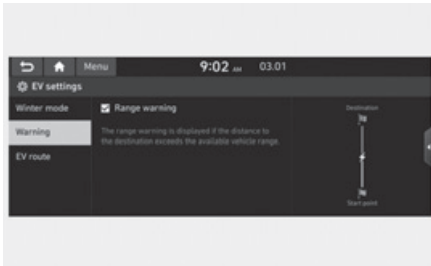 Menu
9:02 AM 03.01
EV settings
Winter mode
Warning
EV route
Range warning
The range warning is displayed if the distance to
the destination exceeds the available vehicle range.
Destination
Start point